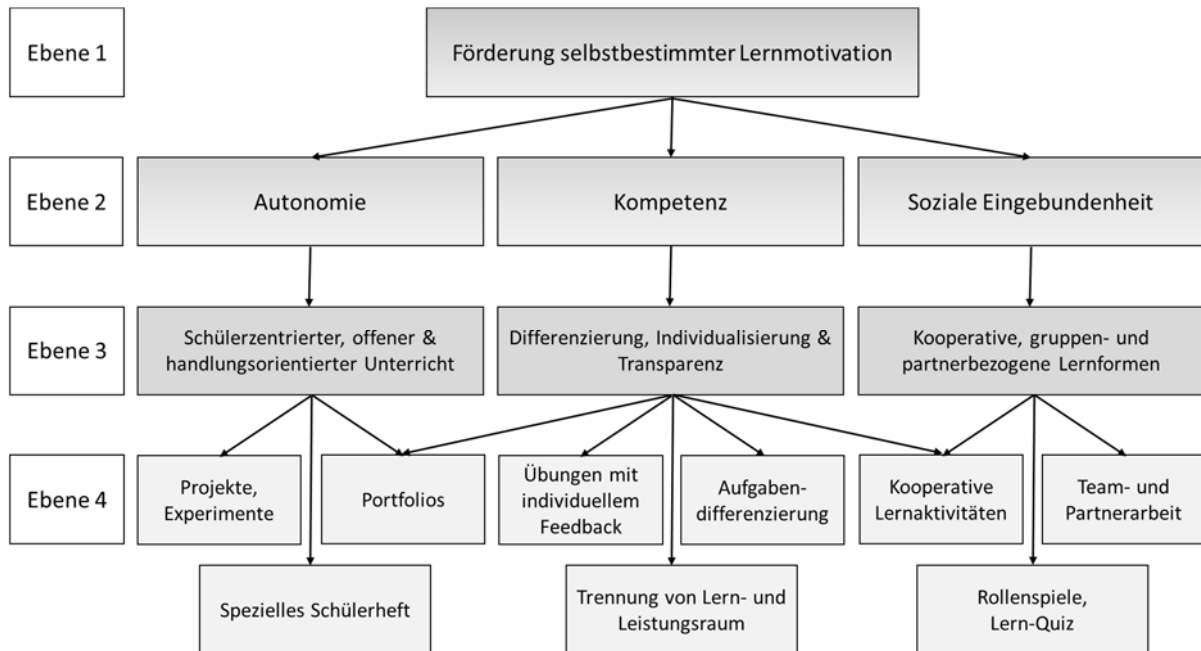 Ebene 1
Förderung selbstbestimmter Lernmotivation
Ebene 2
Autonomie
Kompetenz
Soziale Eingebundenheit
Ebene 3
Schülerzentrierter, offener &
handlungsorientierter Unterricht
Differenzierung, Individualisierung &
Transparenz
Kooperative, gruppen- und
partnerbezogene Lernformen
Ebene 4
Projekte,
Experimente
Portfolios
Übungen mit
individuellem
Feedback
Aufgaben-
differenzierung
Kooperative
Lernaktivitäten
Team- und
Partnerarbeit
Spezielles Schülerheft
Trennung von Lern- und
Leistungsraum
Rollenspiele,
Lern-Quiz